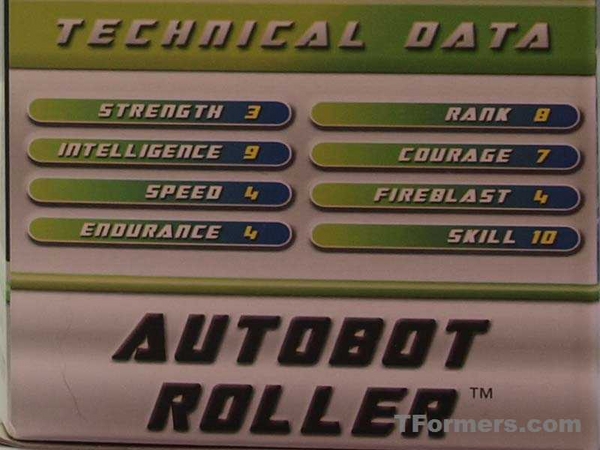 TECHNICAL DATA
STRENGTH 3
INTELLIGENCE 9
SPEED 4
ENDURANCE 4
RANK 8
COURAGE 7
FIREBLAST 4
SKILL 10
AUTOBOT
ROLLER™
TFormers.com